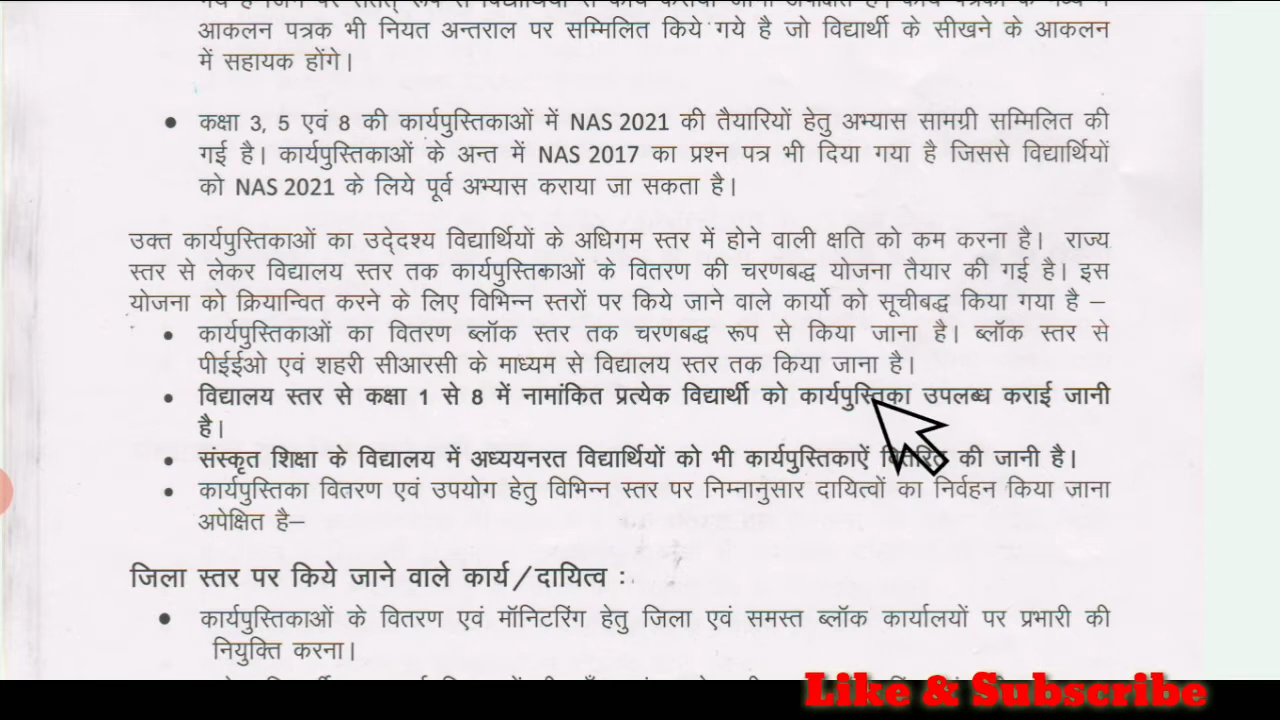 आकलन पत्रक भी नियत अन्तराल पर सम्मिलित किये गये है जो विद्यार्थी के सीखने के आकलन
में सहायक होंगे।
• कक्षा 3, 5 एवं 8 की कार्यपुस्तिकाओं में NAS 2021 की तैयारियों हेतु अभ्यास सामग्री सम्मिलित की
गई है। कार्यपुस्तिकाओं के अन्त में NAS 2017 का प्रश्न पत्र भी दिया गया है जिससे विद्यार्थियों
को NAS 2021 के लिये पूर्व अभ्यास कराया जा सकता है।
उक्त कार्यपुस्तिकाओं का उद्देश्य विद्यार्थियों के अधिगम स्तर में होने वाली क्षति को कम करना है। राज्य
स्तर से लेकर विद्यालय स्तर तक कार्यपुस्तिकाओं के वितरण की चरणबद्ध योजना तैयार की गई है। इस
योजना को क्रियान्वित करने के लिए विभिन्न स्तरों पर किये जाने वाले कार्यो को सूचीबद्ध किया गया है –
• कार्यपुस्तिकाओं का वितरण ब्लॉक स्तर तक चरणबद्ध रूप से किया जाना है। ब्लॉक स्तर से
पीईईओ एवं शहरी सीआरसी के माध्यम से विद्यालय स्तर तक किया जाना है।
• विद्यालय स्तर से कक्षा 1 से 8 में नामांकित प्रत्येक विद्यार्थी को कार्यपुस्तिका उपलब्ध कराई जानी
है।
• संस्कृत शिक्षा के विद्यालय में अध्ययनरत विद्यार्थियों को भी कार्यपुस्तिकाऐं वितरित की जानी है।
• कार्यपुस्तिका वितरण एवं उपयोग हेतु विभिन्न स्तर पर निम्नानुसार दायित्वों का निर्वहन किया जाना
अपेक्षित है–
जिला स्तर पर किये जाने वाले कार्य/दायित्व :
• कार्यपुस्तिकाओं के वितरण एवं मॉनिटरिंग हेतु जिला एवं समस्त ब्लॉक कार्यालयों पर प्रभारी की
नियुक्ति करना।
Like & Subscribe